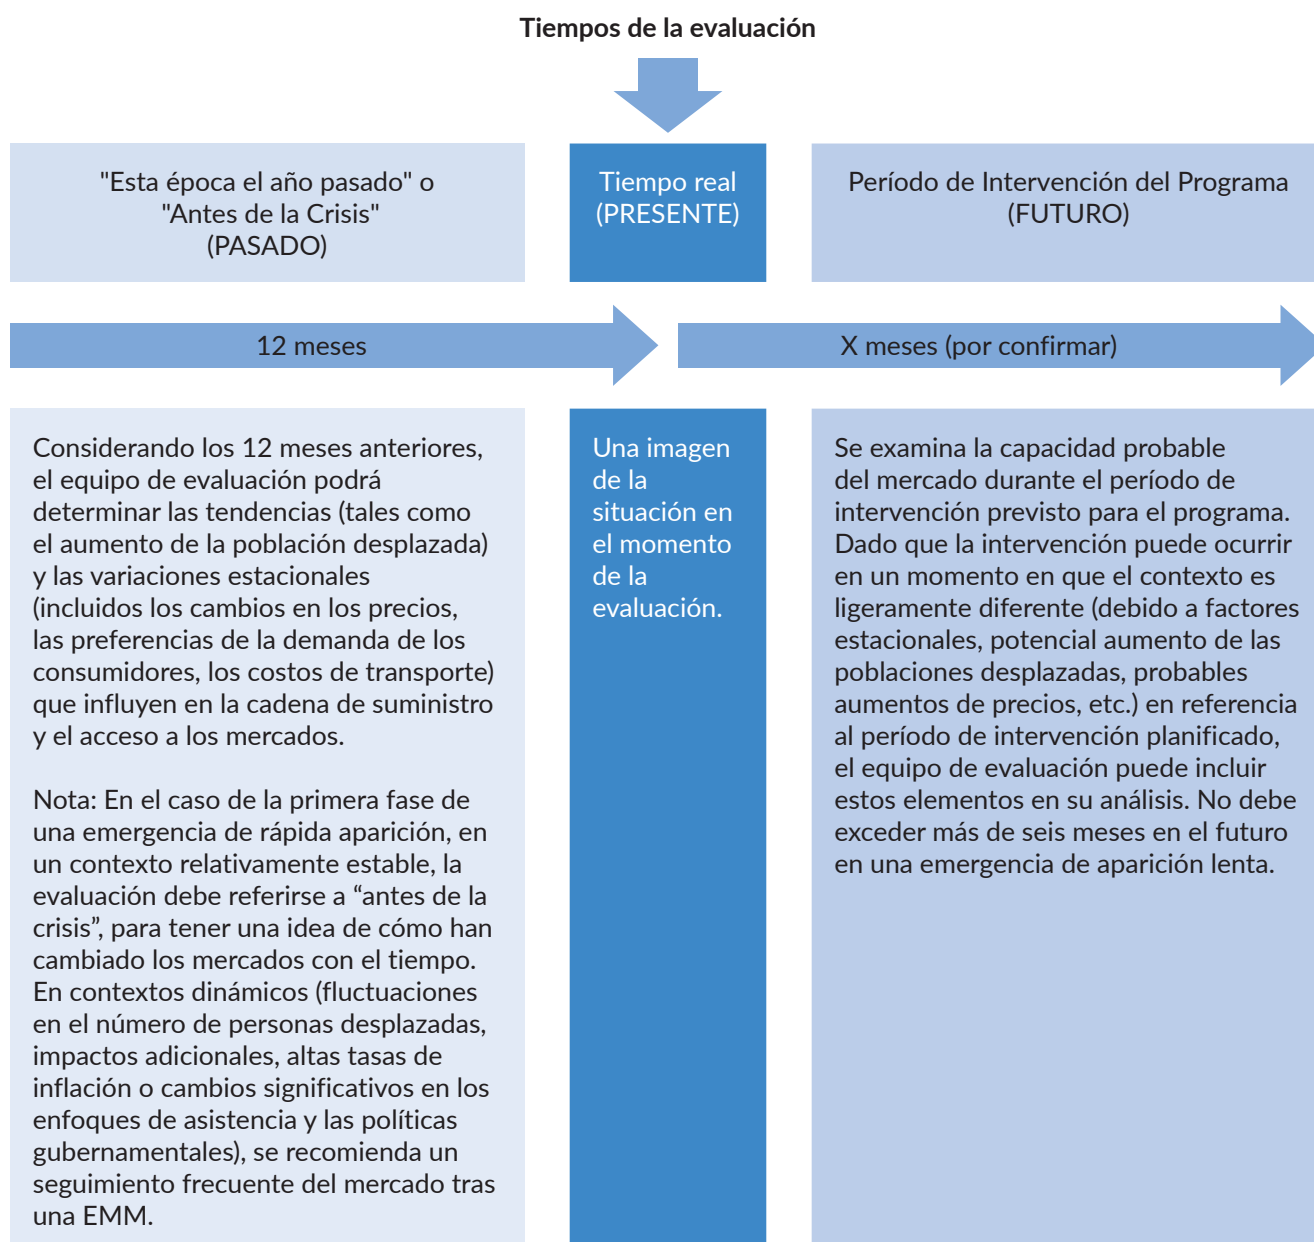 Tiempos de la evaluación
"Esta época el año pasado" o
"Antes de la Crisis"
(PASADO)
Tiempo real
(PRESENTE)
Período de Intervención del Programa
(FUTURO)
12 meses
X meses (por confirmar)
Considerando los 12 meses anteriores,
el equipo de evaluación podrá
determinar las tendencias (tales como
el aumento de la población desplazada)
y las variaciones estacionales
(incluidos los cambios en los precios,
las preferencias de la demanda de los
consumidores, los costos de transporte)
que influyen en la cadena de suministro
y el acceso a los mercados.
Nota: En el caso de la primera fase de
una emergencia de rápida aparición, en
un contexto relativamente estable, la
evaluación debe referirse a “antes de la
crisis”, para tener una idea de cómo han
cambiado los mercados con el tiempo.
En contextos dinámicos (fluctuaciones
en el número de personas desplazadas,
impactos adicionales, altas tasas de
inflación o cambios significativos en los
enfoques de asistencia y las políticas
gubernamentales), se recomienda un
seguimiento frecuente del mercado tras
una EMM.
Una imagen
de la
situación en
el momento
de la
evaluación.
Se examina la capacidad probable
del mercado durante el período de
intervención previsto para el programa.
Dado que la intervención puede ocurrir
en un momento en que el contexto es
ligeramente diferente (debido a factores
estacionales, potencial aumento de las
poblaciones desplazadas, probables
aumentos de precios, etc.) en referencia
al período de intervención planificado,
el equipo de evaluación puede incluir
estos elementos en su análisis. No debe
exceder más de seis meses en el futuro
en una emergencia de aparición lenta.